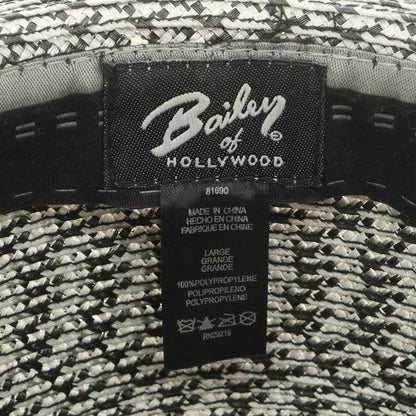 Bailey
of ©
HOLLYWOOD
81690
MADE IN CHINA
HECHO EN CHINA
FABRIQUE EN CHINE
LARGE
GRANDE
GRANDE
100%POLYPROPYLENE
POLIPROPILENO
POLYPROPYLENE
RN29219